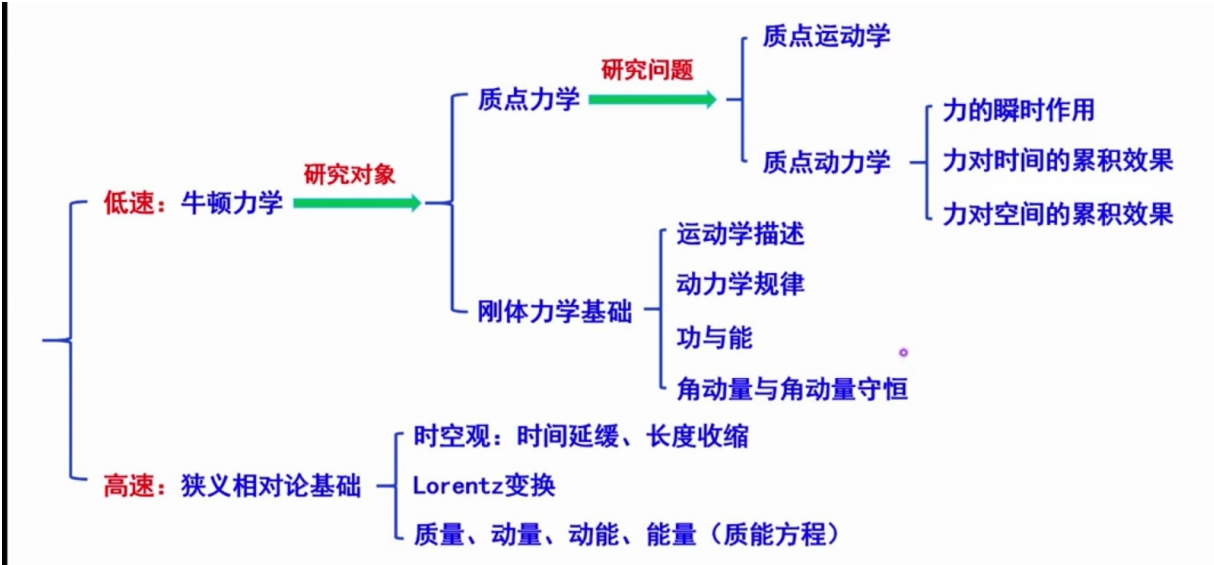 质点运动学
研究问题
质点力学
力的瞬时作用
质点动力学
力对时间的累积效果
力对空间的累积效果
研究对象
低速：牛顿力学
运动学描述
动力学规律
刚体力学基础
功与能
角动量与角动量守恒
时空观：时间延缓、长度收缩
高速：狭义相对论基础
Lorentz变换
质量、动量、动能、能量（质能方程）